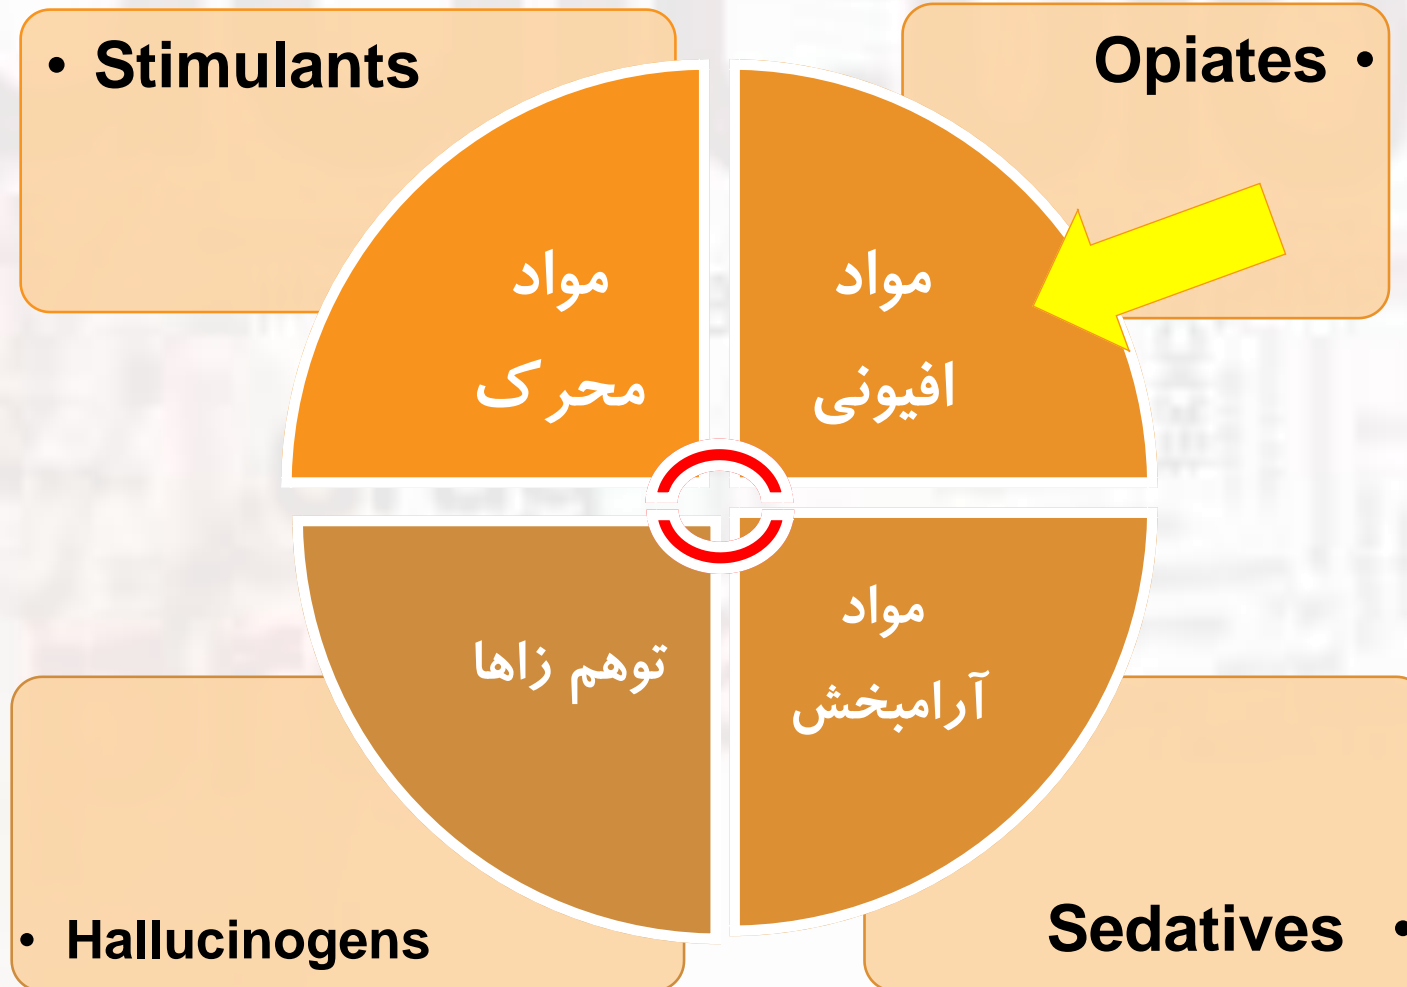 • Stimulants
Opiates •
مواد
محرک
مواد
افیونی
توهم زاها
مواد
آرامبخش
• Hallucinogens
Sedatives •